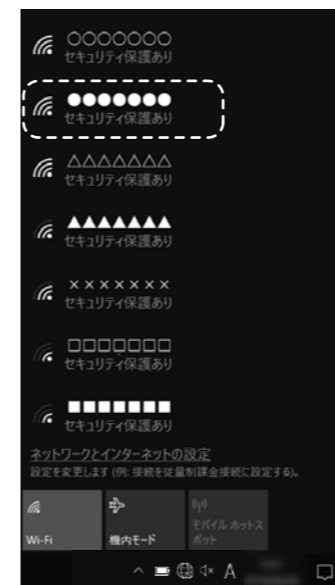 ○○○○○○○
セキュリティ保護あり
●●●●●●●
セキュリティ保護あり
△△△△△△△
セキュリティ保護あり
▲▲▲▲▲▲▲
セキュリティ保護あり
×××××××
セキュリティ保護あり
□□□□□□□
セキュリティ保護あり
■■■■■■■
セキュリティ保護あり
ネットワークとインターネットの設定
設定を変更します (例: 接続を従量制課金接続に設定する)。
Wi-Fi
機内モード
モバイル ホットス
ポット
A